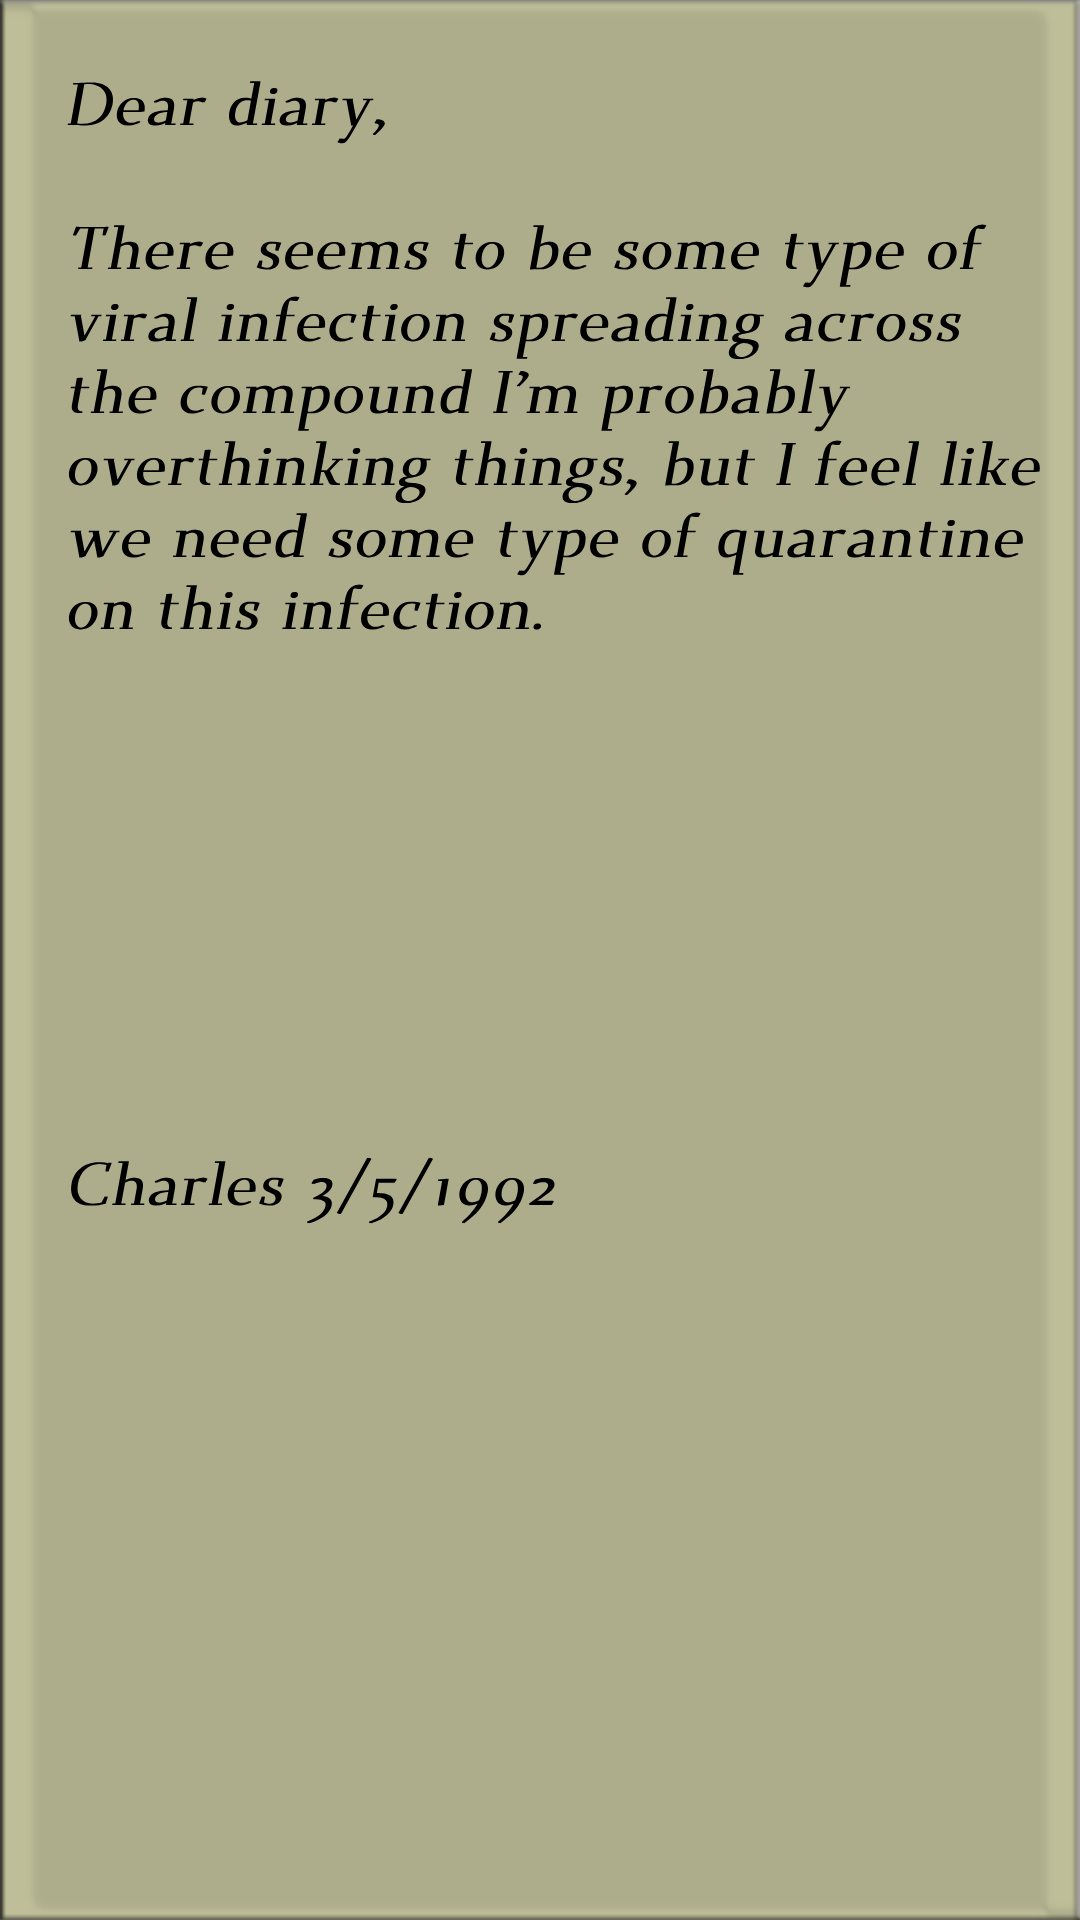 Dear diary,
There seems to be some type of
viral infection spreading across
the compound I’m probably
overthinking things, but I feel like
we need some type of quarantine
on this infection.
Charles 3/5/1992